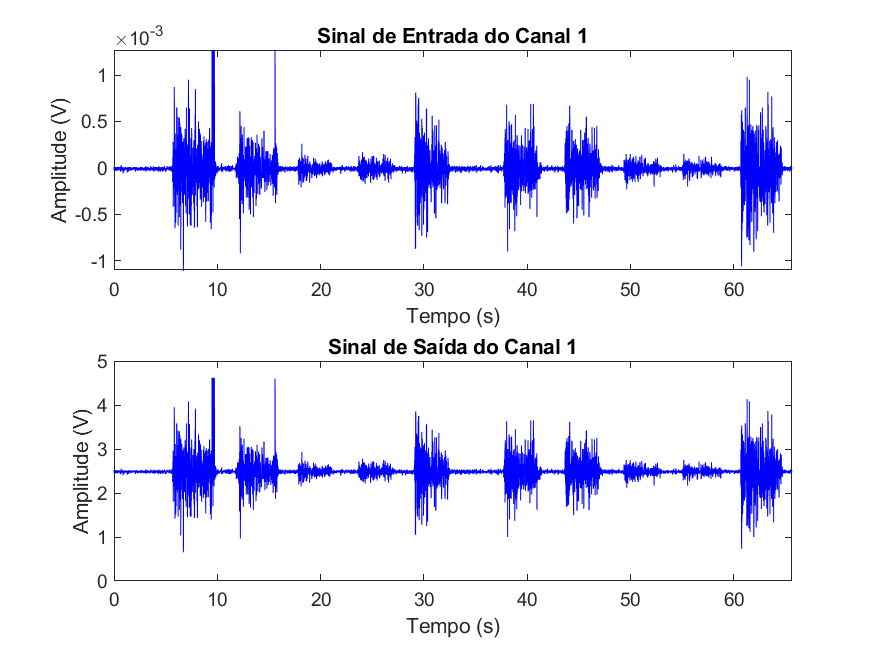 Sinal de Entrada do Canal 1
×10-3
1
0.5
0
-0.5
-1
Amplitude (V)
0 10 20 30 40 50 60
Tempo (s)
Sinal de Saída do Canal 1
5
4
3
2
1
0
Amplitude (V)
0 10 20 30 40 50 60
Tempo (s)